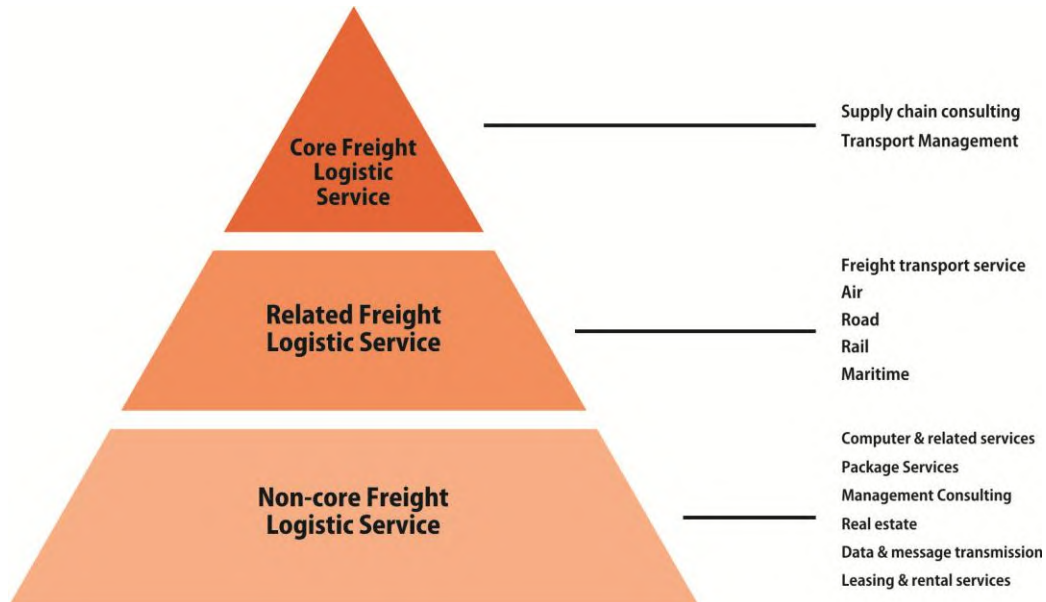 Core Freight
Logistic
Service
Supply chain consulting
Transport Management
Related Freight
Logistic Service
Freight transport service
Air
Road
Rail
Maritime
Non-core Freight
Logistic Service
Computer & related services
Package Services
Management Consulting
Real estate
Data & message transmission
Leasing & rental services